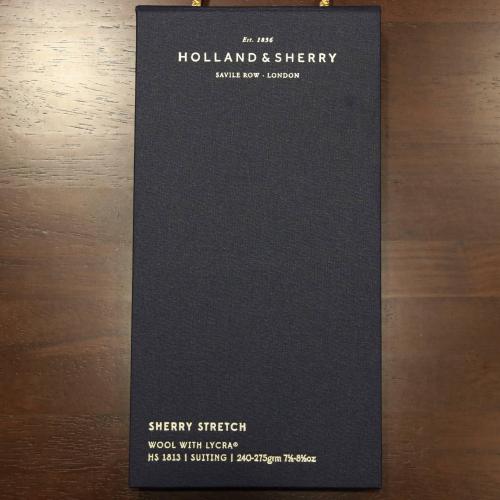 Est. 1836
HOLLAND & SHERRY
SAVILE ROW · LONDON
SHERRY STRETCH
WOOL WITH LYCRA®
HS 1813 | SUITING | 240-275grm 7½-8½oz